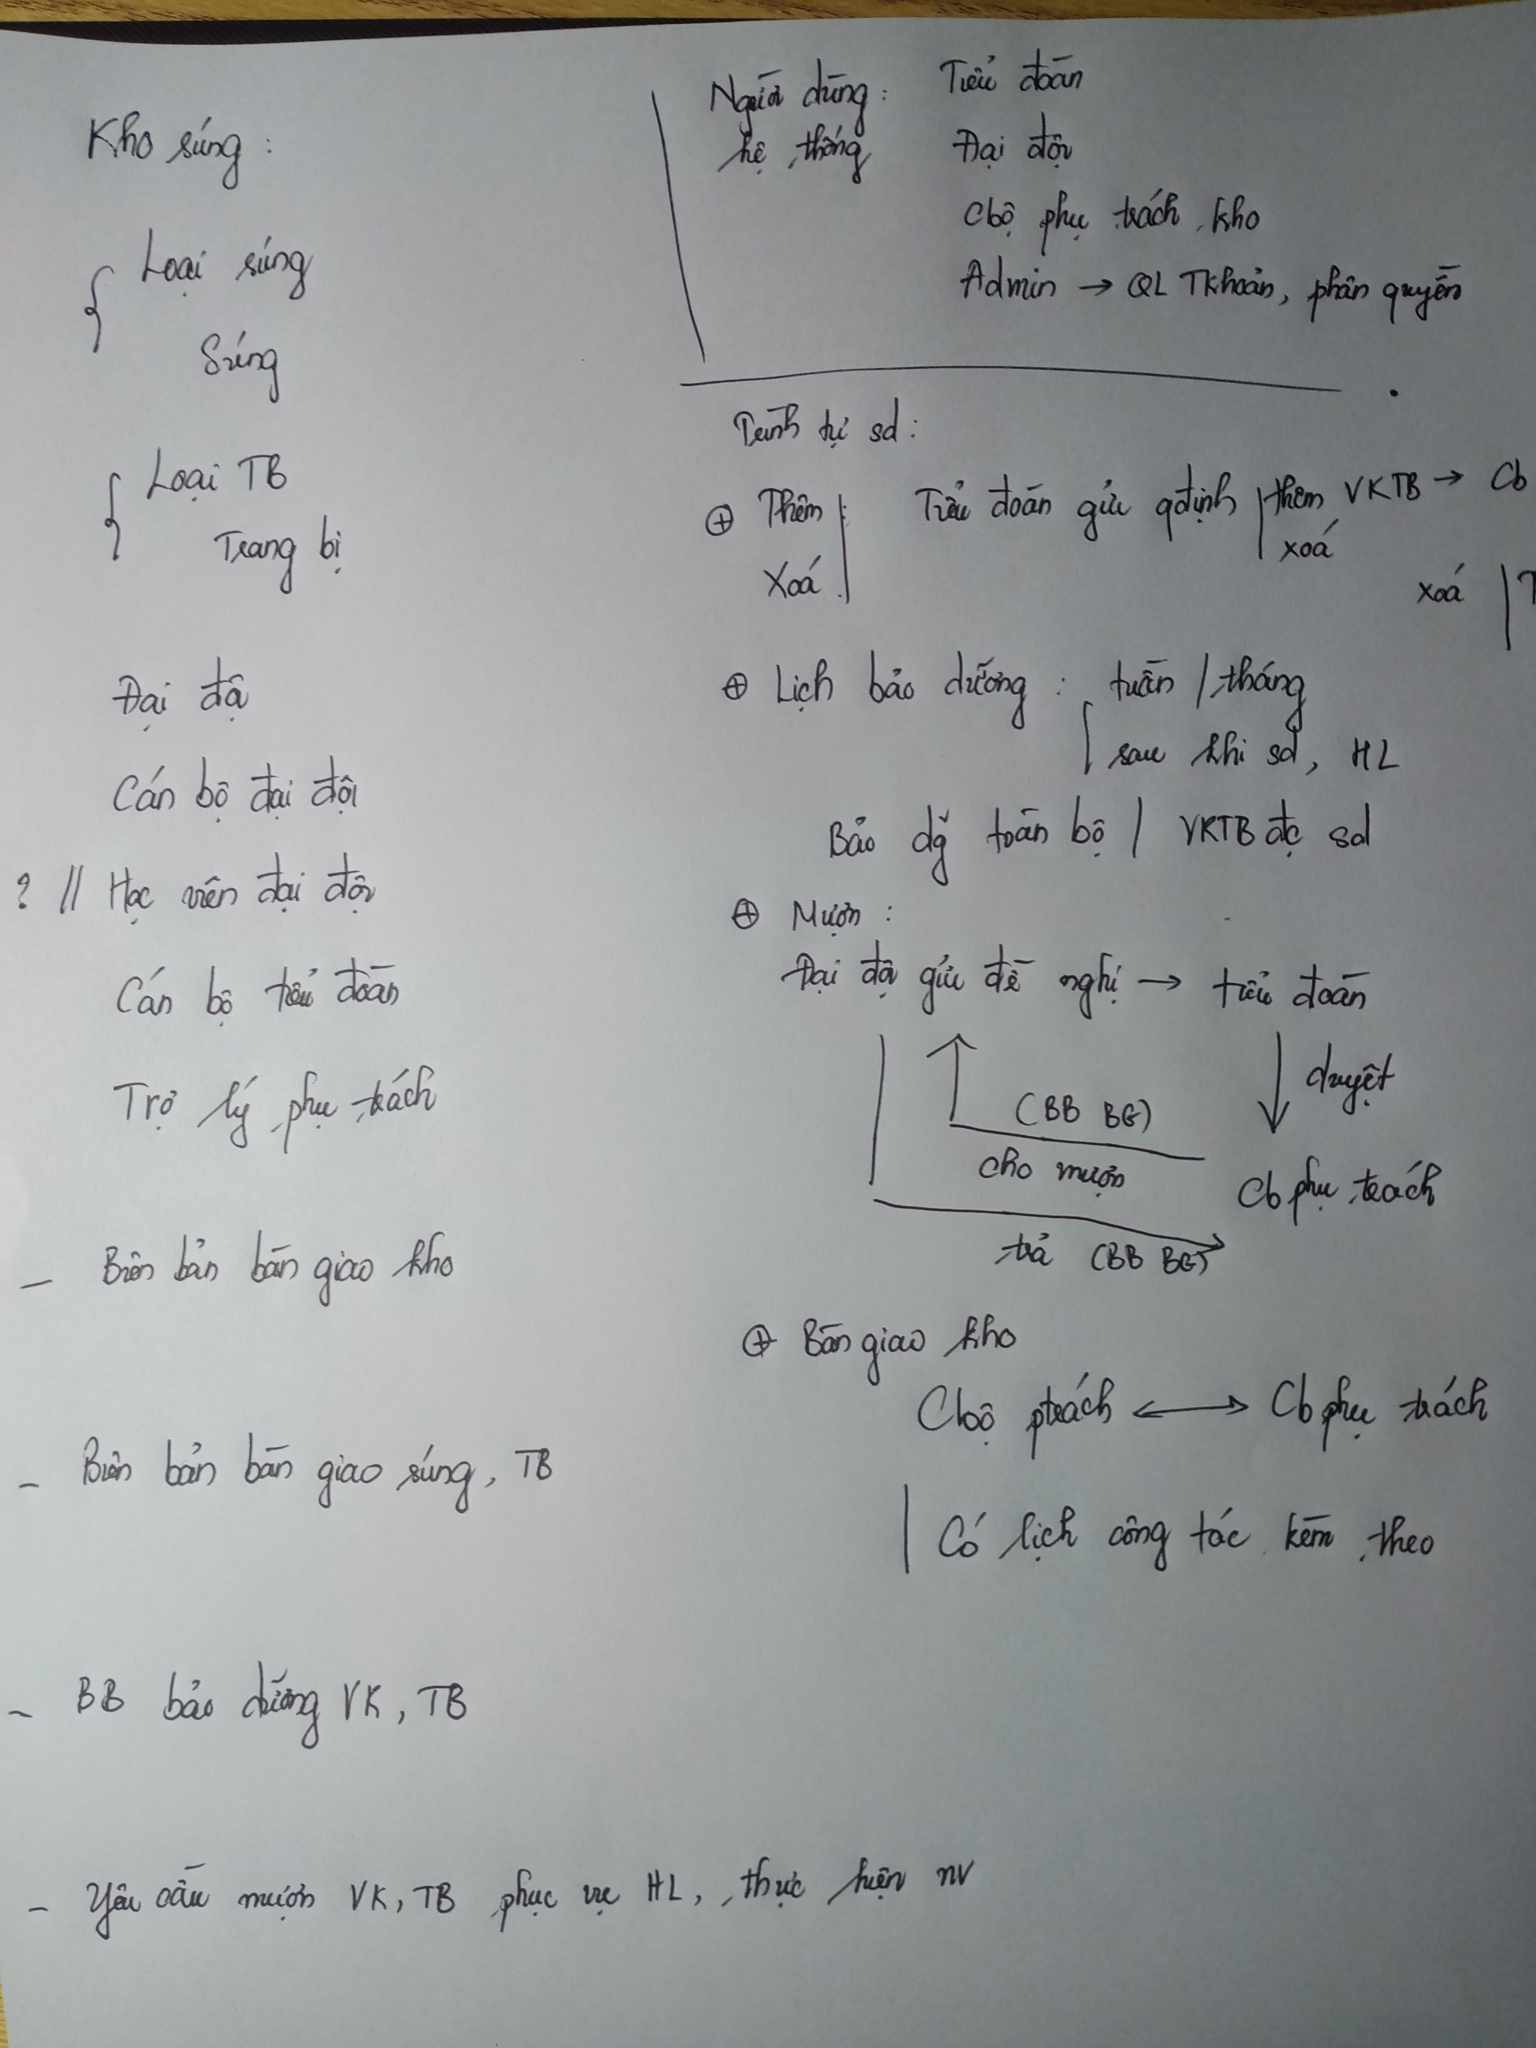 Kho súng :
Loại súng
Súng
Loại TB
Trang bị
Đại đội
Cán bộ đại đội
? // Học viên đại đội
Cán bộ tiểu đoàn
Trợ lý phụ trách
- Biên bản bàn giao kho
- Biên bản bàn giao súng, TB
- BB bảo dưỡng VK, TB
- Yêu cầu mượn VK, TB phục vụ HL, thực hiện nv
Người dùng : Tiểu đoàn
hệ thống Đại đội
Cbộ phụ trách kho
Admin → QL Tkhoản, phân quyền
Trình tự sd :
⊕ Thêm : Tiểu đoàn gửi qđịnh thêm VKTB → Cb
Xoá xoá
xoá
⊕ Lịch bảo dưỡng : tuần / tháng
sau khi sd, HL
Bảo dg toàn bộ / VKTB đc sd
⊕ Mượn :
Đại đội gửi đề nghị → tiểu đoàn
duyệt
(BB BG)
cho mượn
Cb phụ trách
trả (BB BG)
⊕ Bàn giao kho
Cbộ ptrách ↔ Cb phụ trách
Có lịch công tác kèm theo